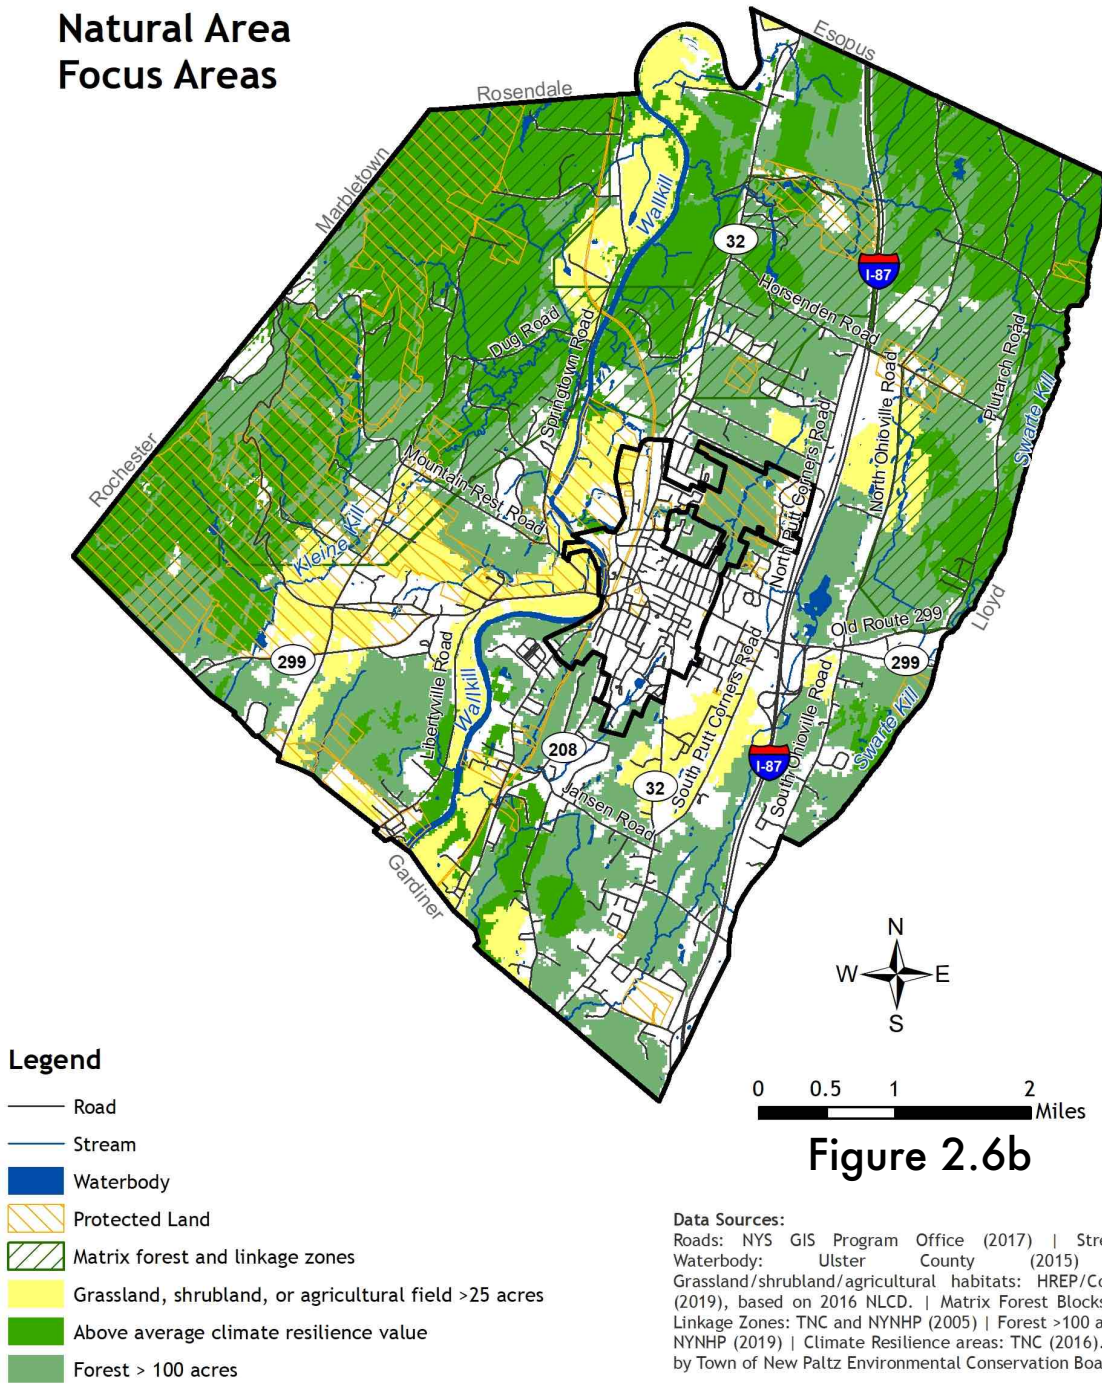 Natural Area
Focus Areas
Esopus
Rosendale
Marbletown
Wallkill
32
I-87
Horsenden Road
Dug Road
Springtown Road
Plutarch Road
North Ohioville Road
Swarte Kill
Rochester
Mountain Rest Road
North Putt Corners Road
Kleine Kill
Old Route 299
Lloyd
299
299
Libertyville Road
Wallkill
South Putt Corners Road
South Ohioville Road
Swarte Kill
208
I-87
32
Jansen Road
Gardiner
N
W E
S
Legend
Road
Stream
Waterbody
Protected Land
Matrix forest and linkage zones
Grassland, shrubland, or agricultural field >25 acres
Above average climate resilience value
Forest > 100 acres
0 0.5 1 2
Miles
Figure 2.6b
Data Sources:
Roads: NYS GIS Program Office (2017) | Stre
Waterbody: Ulster County (2015)
Grassland/shrubland/agricultural habitats: HREP/Co
(2019), based on 2016 NLCD. | Matrix Forest Blocks
Linkage Zones: TNC and NYNHP (2005) | Forest >100 a
NYNHP (2019) | Climate Resilience areas: TNC (2016).
by Town of New Paltz Environmental Conservation Boa